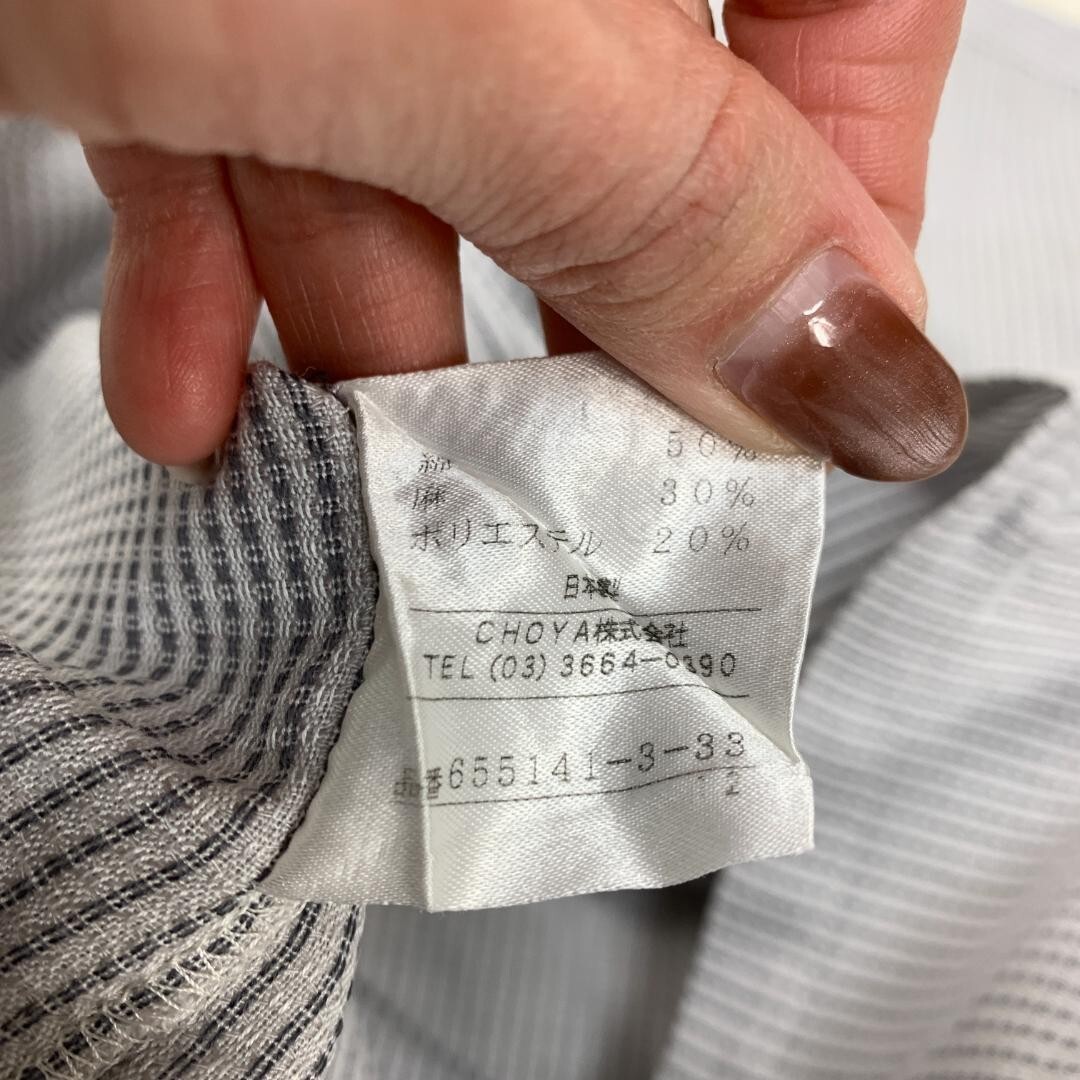 綿 50%
麻 30%
ポリエステル 20%
日本製
CHOYA株式会社
TEL (03) 3664-6390
品番655141-3-33
2